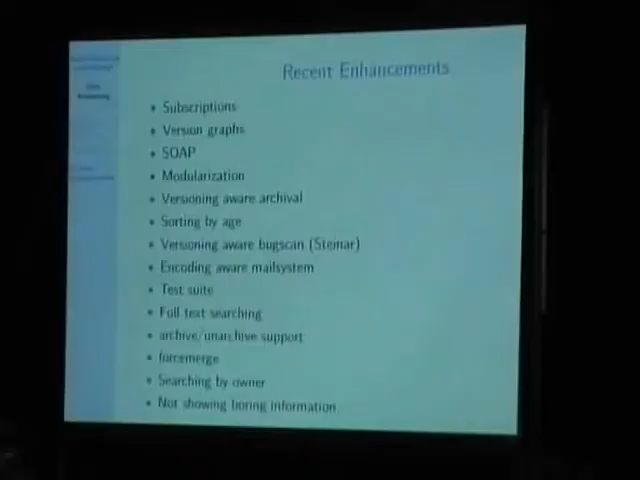 Recent Enhancements
• Subscriptions
• Version graphs
• SOAP
• Modularization
• Versioning aware archival
• Sorting by age
• Versioning aware bugscan (Steinar)
• Encoding aware mailsystem
• Test suite
• Full text searching
• archive/unarchive support
• forcemerge
• Searching by owner
• Not showing boring information